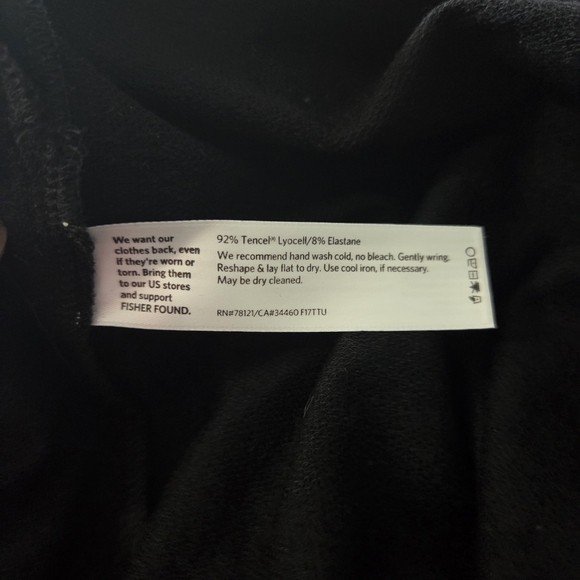 We want our
clothes back, even
if they're worn or
torn. Bring them
to our US stores
and support
FISHER FOUND.
92% Tencel® Lyocell/8% Elastane
We recommend hand wash cold, no bleach. Gently wring.
Reshape & lay flat to dry. Use cool iron, if necessary.
May be dry cleaned.
RN#78121/CA#34460 F17TTU